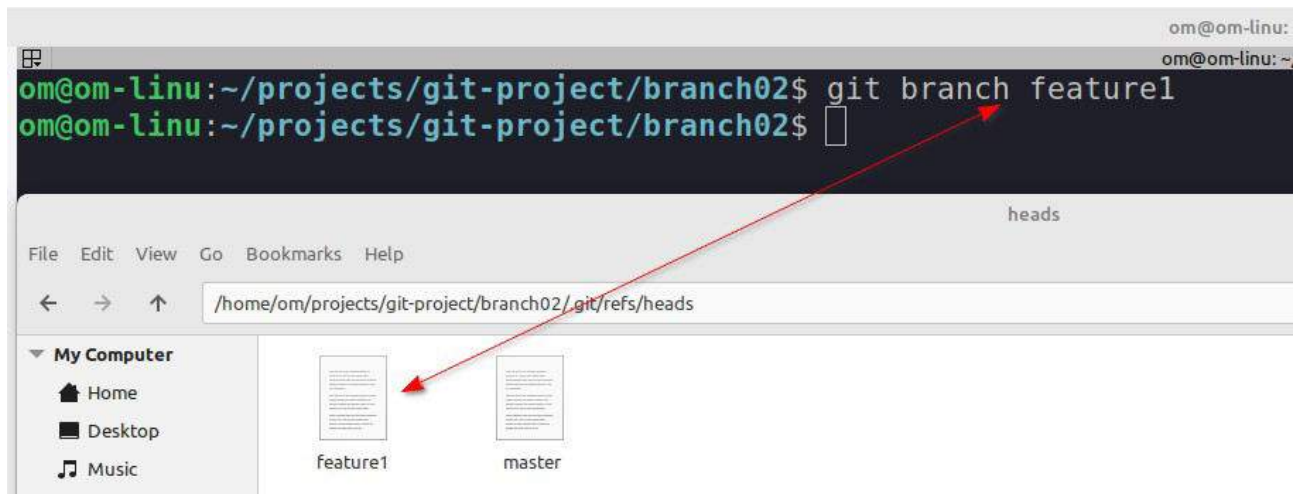 om@om-linu:
om@om-linu: ~/
om@om-linu:~/projects/git-project/branch02$ git branch feature1
om@om-linu:~/projects/git-project/branch02$
heads
File Edit View Go Bookmarks Help
/home/om/projects/git-project/branch02/.git/refs/heads
My Computer
Home
Desktop
Music
feature1 master